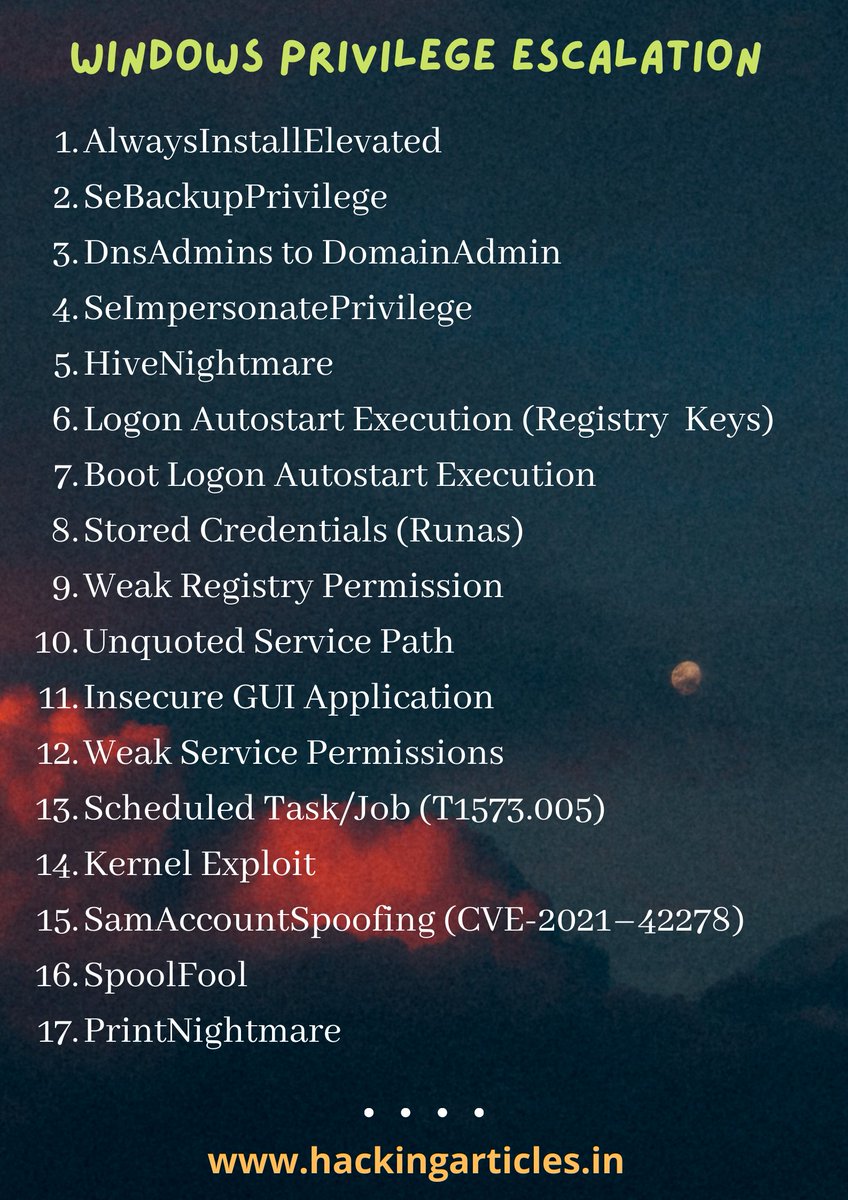 WINDOWS PRIVILEGE ESCALATION
1. AlwaysInstallElevated
2. SeBackupPrivilege
3. DnsAdmins to DomainAdmin
4. SeImpersonatePrivilege
5. HiveNightmare
6. Logon Autostart Execution (Registry Keys)
7. Boot Logon Autostart Execution
8. Stored Credentials (Runas)
9. Weak Registry Permission
10. Unquoted Service Path
11. Insecure GUI Application
12. Weak Service Permissions
13. Scheduled Task/Job (T1573.005)
14. Kernel Exploit
15. SamAccountSpoofing (CVE-2021–42278)
16. SpoolFool
17. PrintNightmare
www.hackingarticles.in